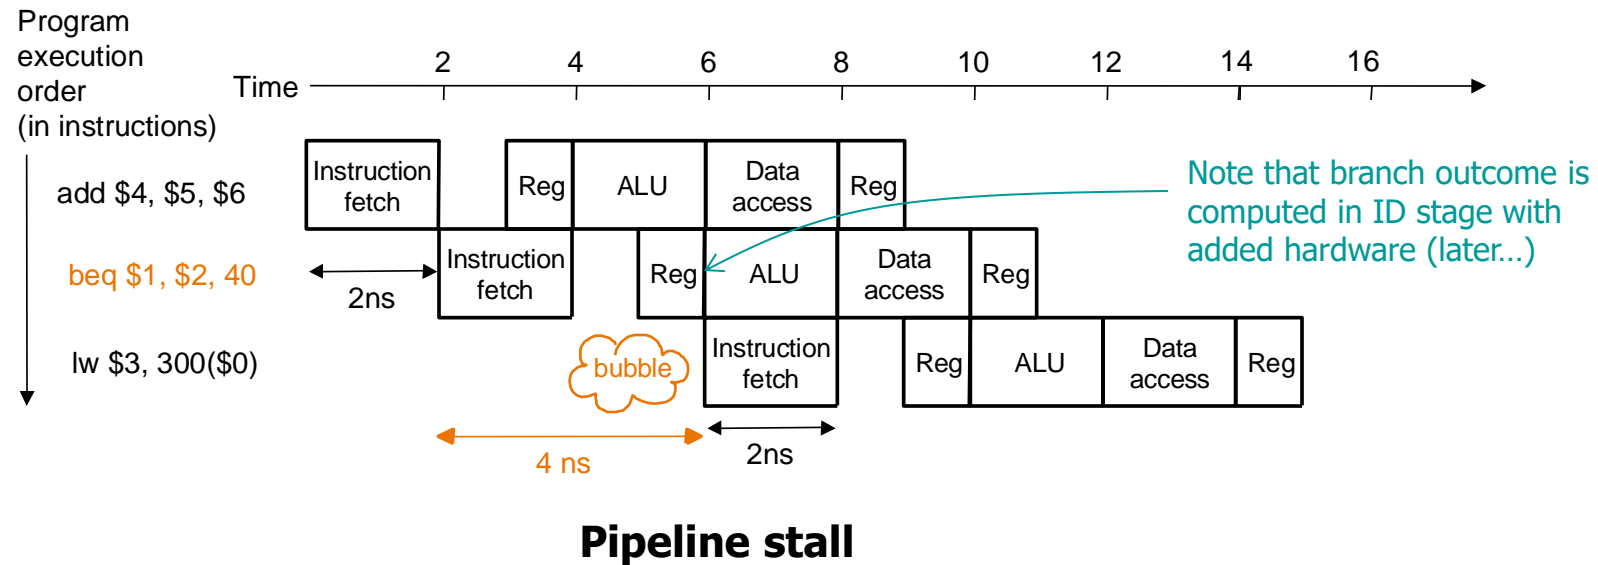 Program
execution
order
(in instructions)
Time
2 4 6 8 10 12 14 16
add $4, $5, $6
Instruction
fetch
Reg
ALU
Data
access
Reg
Note that branch outcome is
computed in ID stage with
added hardware (later...)
beq $1, $2, 40
2ns
Instruction
fetch
Reg
ALU
Data
access
Reg
lw $3, 300($0)
bubble
Instruction
fetch
Reg
ALU
Data
access
Reg
4 ns
2ns
Pipeline stall